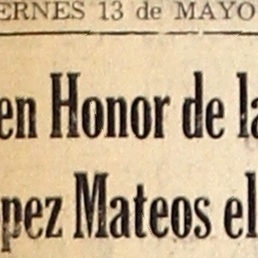 ERNES 13 de MAYO
en Honor de la
pez Mateos el